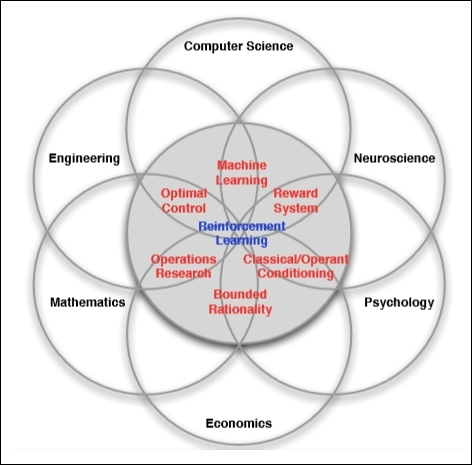 Computer Science
Engineering
Neuroscience
Machine
Learning
Optimal
Control
Reward
System
Reinforcement
Learning
Operations
Research
Classical/Operant
Conditioning
Bounded
Rationality
Mathematics
Psychology
Economics